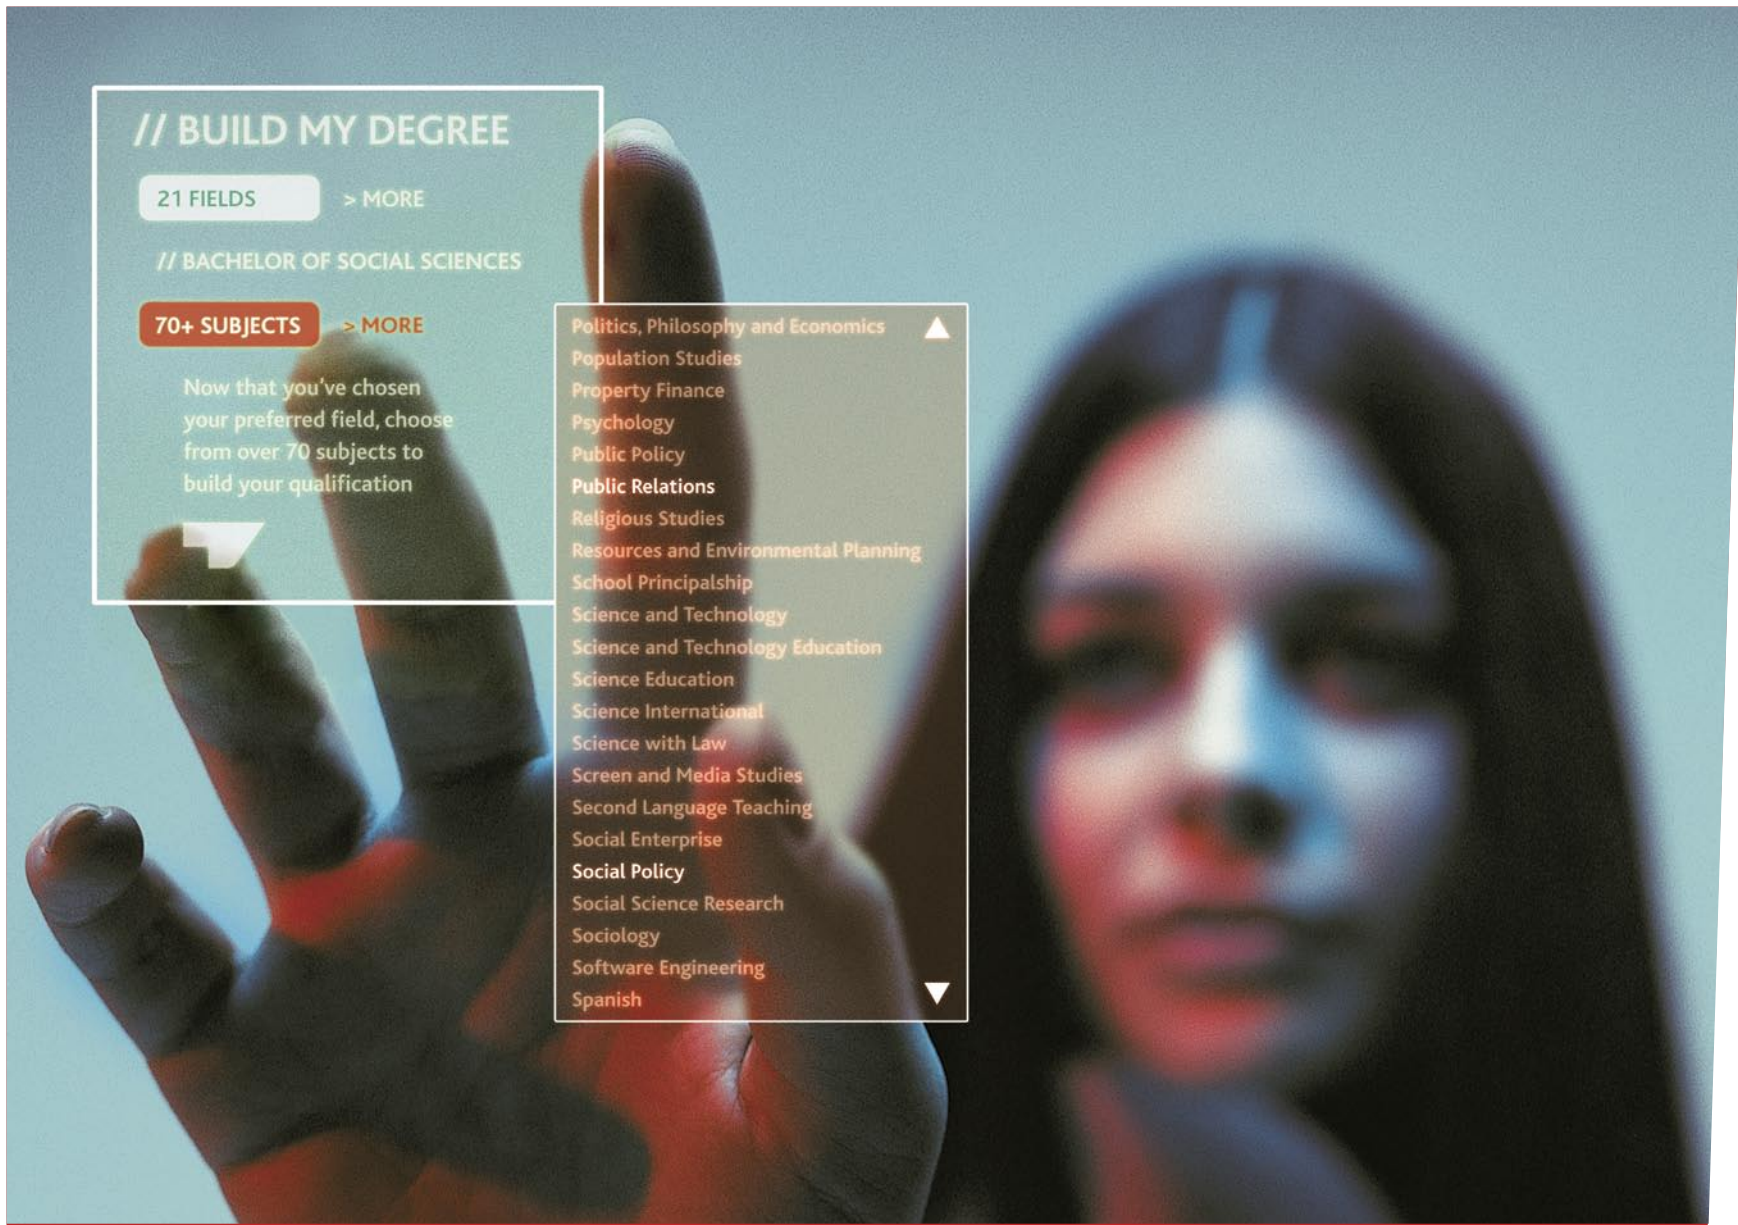 // BUILD MY DEGREE
21 FIELDS > MORE
// BACHELOR OF SOCIAL SCIENCES
70+ SUBJECTS > MORE
Now that you've chosen
your preferred field, choose
from over 70 subjects to
build your qualification
Politics, Philosophy and Economics
Population Studies
Property Finance
Psychology
Public Policy
Public Relations
Religious Studies
Resources and Environmental Planning
School Principalship
Science and Technology
Science and Technology Education
Science Education
Science International
Science with Law
Screen and Media Studies
Second Language Teaching
Social Enterprise
Social Policy
Social Science Research
Sociology
Software Engineering
Spanish